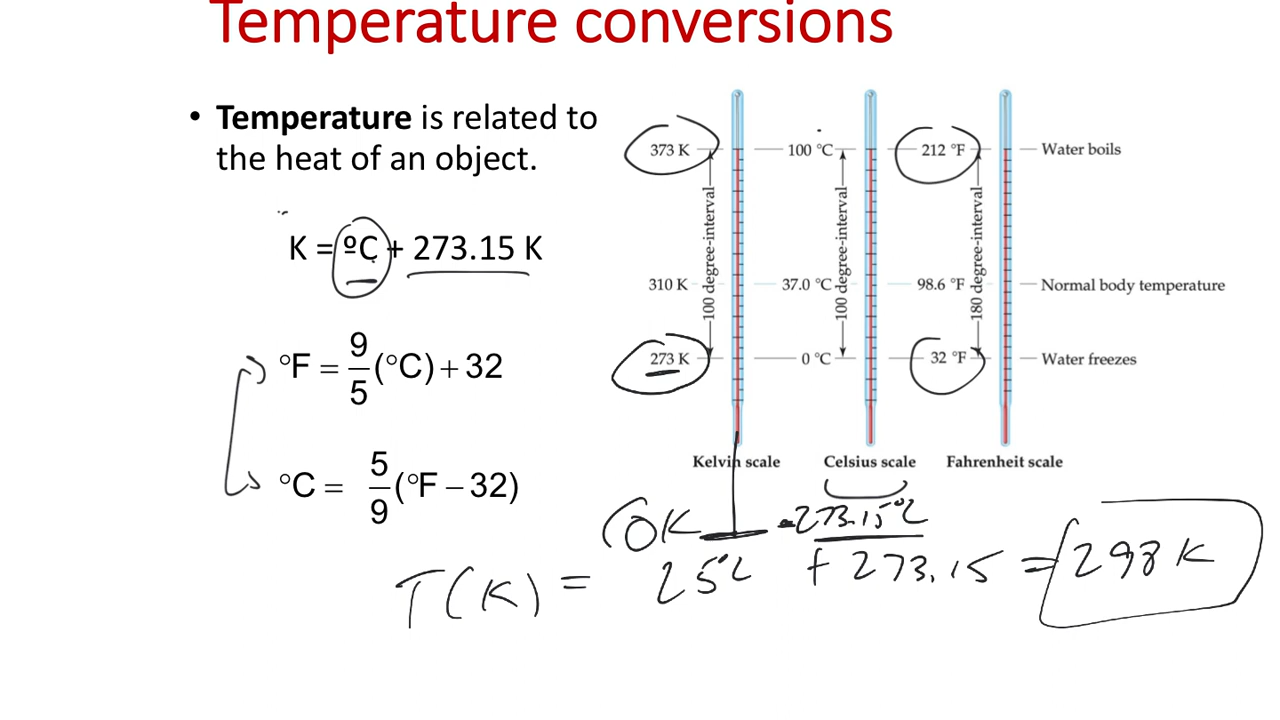 Temperature conversions
• Temperature is related to
the heat of an object.
K = ºC + 273.15 K
°F = 9/5 (°C) + 32
°C = 5/9 (°F − 32)
373 K
100 °C
212 °F
Water boils
100 degree-interval
100 degree-interval
180 degree-interval
310 K
37.0 °C
98.6 °F
Normal body temperature
273 K
0 °C
32 °F
Water freezes
Kelvin scale
Celsius scale
Fahrenheit scale
0K
-273.15°C
T(K) = 25°C + 273.15 = 298 K